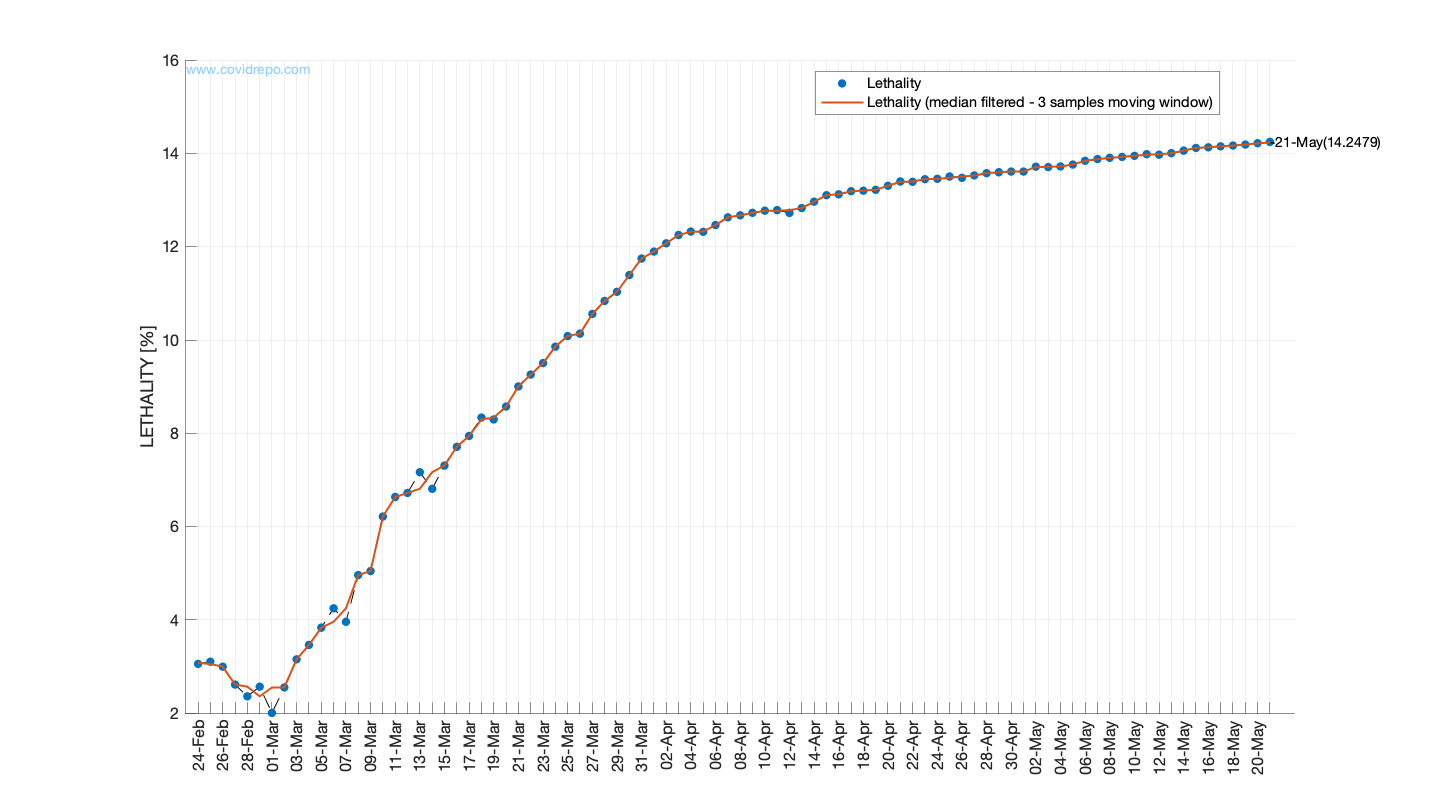 www.covidrepo.com
Lethality
Lethality (median filtered - 3 samples moving window)
21-May(14.2479)
LETHALITY [%]
16
14
12
10
8
6
4
2
24-Feb
26-Feb
28-Feb
01-Mar
03-Mar
05-Mar
07-Mar
09-Mar
11-Mar
13-Mar
15-Mar
17-Mar
19-Mar
21-Mar
23-Mar
25-Mar
27-Mar
29-Mar
31-Mar
02-Apr
04-Apr
06-Apr
08-Apr
10-Apr
12-Apr
14-Apr
16-Apr
18-Apr
20-Apr
22-Apr
24-Apr
26-Apr
28-Apr
30-Apr
02-May
04-May
06-May
08-May
10-May
12-May
14-May
16-May
18-May
20-May